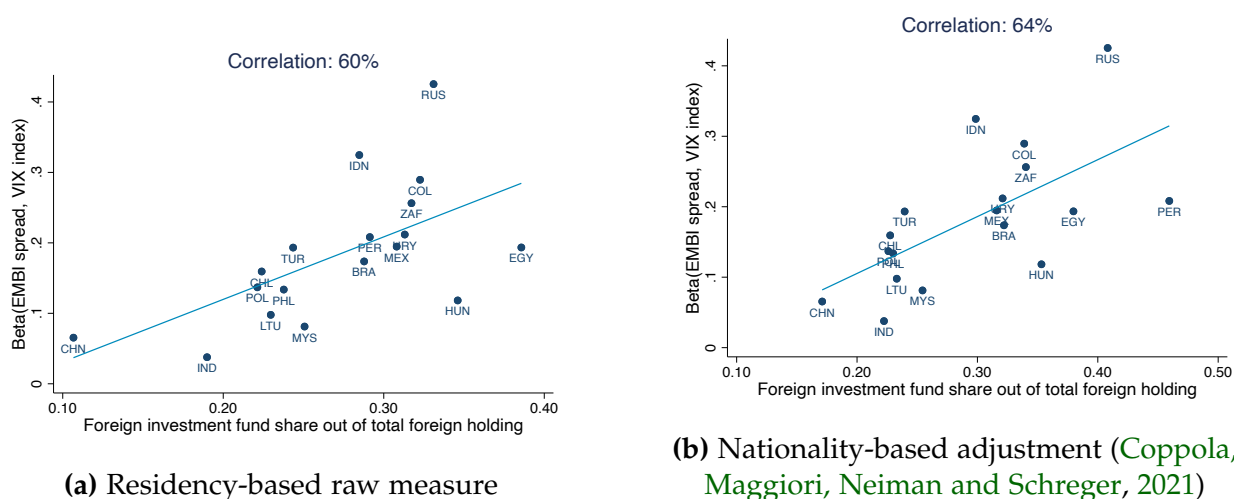 Correlation: 60%
Beta(EMBI spread, VIX index)
.4
.3
.2
.1
0
RUS
IDN
COL
ZAF
PER
URY
MEX
EGY
TUR
BRA
CHL
POL
PHL
HUN
LTU
MYS
CHN
IND
0.10
0.20
0.30
0.40
Foreign investment fund share out of total foreign holding
(a) Residency-based raw measure
Correlation: 64%
Beta(EMBI spread, VIX index)
.4
.3
.2
.1
0
RUS
IDN
COL
ZAF
URY
MEX
PER
TUR
EGY
BRA
CHL
POL
PHL
HUN
LTU
MYS
CHN
IND
0.10
0.20
0.30
0.40
0.50
Foreign investment fund share out of total foreign holding
(b) Nationality-based adjustment (Coppola,
Maggiori, Neiman and Schreger, 2021)